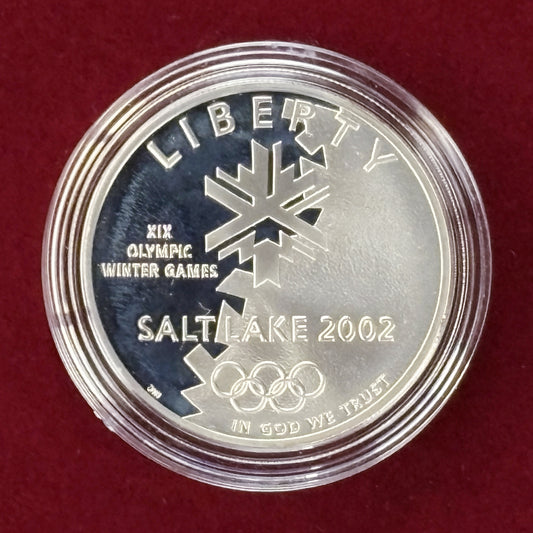 LIBERTY
XIX
OLYMPIC
WINTER GAMES
SALT LAKE 2002
IN GOD WE TRUST